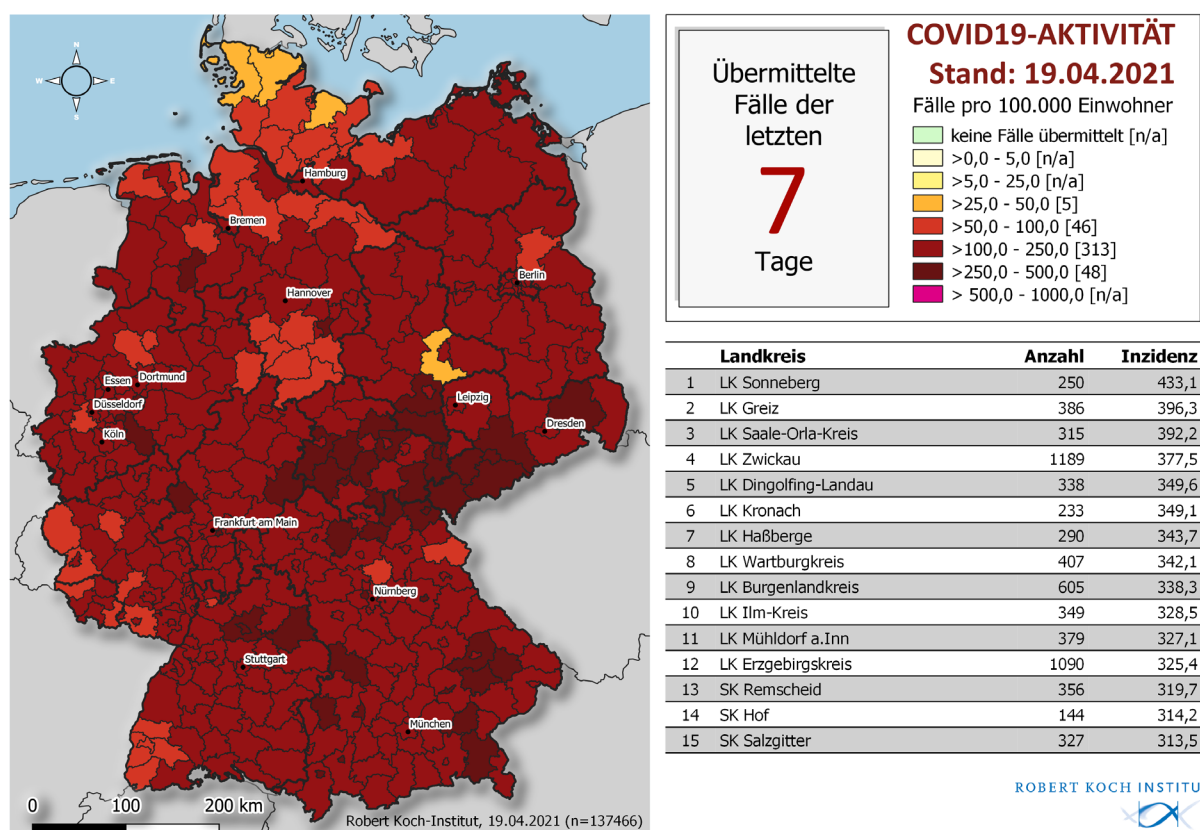 N
W E
S
Hamburg
Bremen
Berlin
Hannover
Essen
Dortmund
Düsseldorf
Leipzig
Köln
Dresden
Frankfurt am Main
Nürnberg
Stuttgart
München
0 100 200 km
Robert Koch-Institut, 19.04.2021 (n=137466)
Übermittelte
Fälle der
letzten
7
Tage
COVID19-AKTIVITÄT
Stand: 19.04.2021
Fälle pro 100.000 Einwohner
keine Fälle übermittelt [n/a]
>0,0 - 5,0 [n/a]
>5,0 - 25,0 [n/a]
>25,0 - 50,0 [5]
>50,0 - 100,0 [46]
>100,0 - 250,0 [313]
>250,0 - 500,0 [48]
> 500,0 - 1000,0 [n/a]
Landkreis Anzahl Inzidenz
1 LK Sonneberg 250 433,1
2 LK Greiz 386 396,3
3 LK Saale-Orla-Kreis 315 392,2
4 LK Zwickau 1189 377,5
5 LK Dingolfing-Landau 338 349,6
6 LK Kronach 233 349,1
7 LK Haßberge 290 343,7
8 LK Wartburgkreis 407 342,1
9 LK Burgenlandkreis 605 338,3
10 LK Ilm-Kreis 349 328,5
11 LK Mühldorf a.Inn 379 327,1
12 LK Erzgebirgskreis 1090 325,4
13 SK Remscheid 356 319,7
14 SK Hof 144 314,2
15 SK Salzgitter 327 313,5
ROBERT KOCH INSTITU